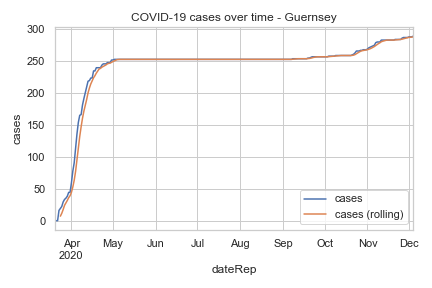 COVID-19 cases over time - Guernsey
300
250
200
150
100
50
0
cases
Apr
2020
May
Jun
Jul
Aug
Sep
Oct
Nov
Dec
dateRep
cases
cases (rolling)